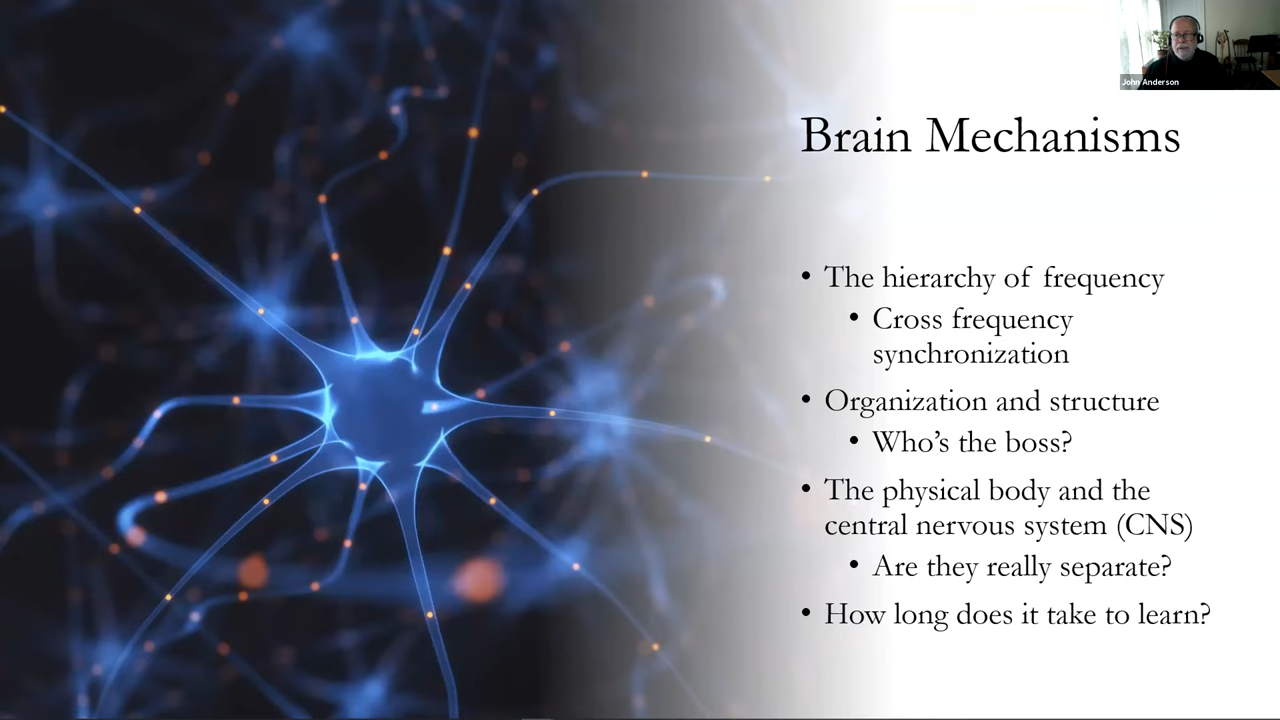 John Anderson
Brain Mechanisms
• The hierarchy of frequency
• Cross frequency
synchronization
• Organization and structure
• Who’s the boss?
• The physical body and the
central nervous system (CNS)
• Are they really separate?
• How long does it take to learn?